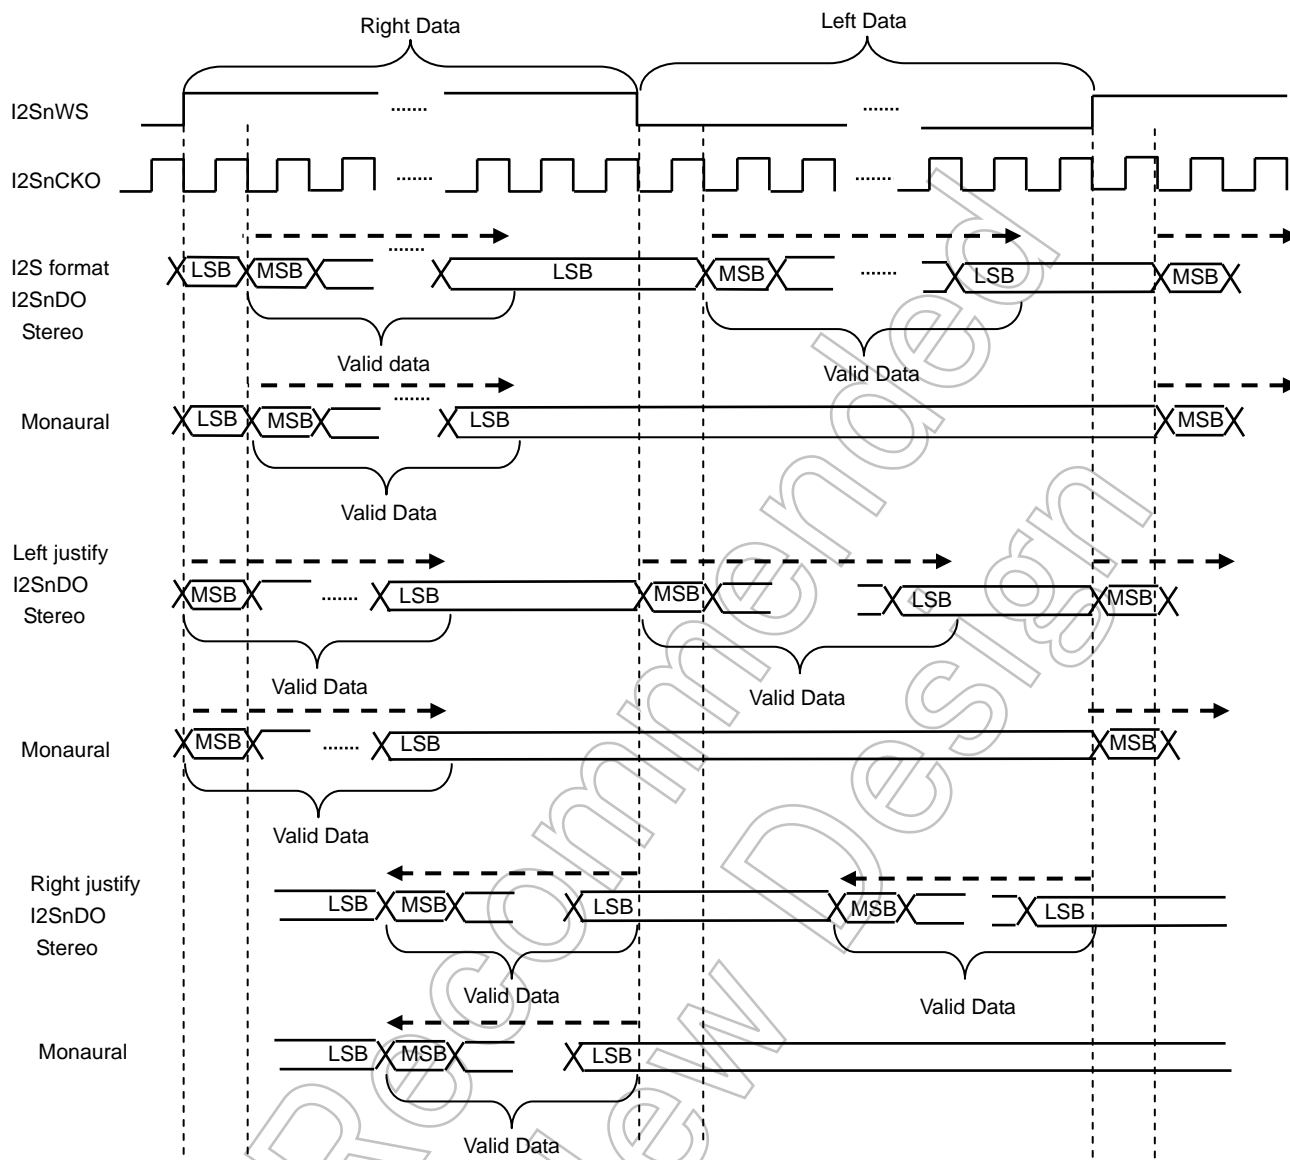 Right Data
Left Data
I2SnWS
........
........
I2SnCKO
........
........
I2S format
I2SnDO
Stereo
LSB
MSB
........
LSB
MSB
........
LSB
MSB
Valid data
Valid Data
Monaural
LSB
MSB
........
LSB
MSB
Valid Data
Left justify
I2SnDO
Stereo
MSB
........
LSB
MSB
LSB
MSB
Valid Data
Valid Data
Monaural
MSB
........
LSB
MSB
Valid Data
Right justify
I2SnDO
Stereo
LSB
MSB
LSB
MSB
LSB
Valid Data
Valid Data
Monaural
LSB
MSB
LSB
Valid Data
Recommended
New Design